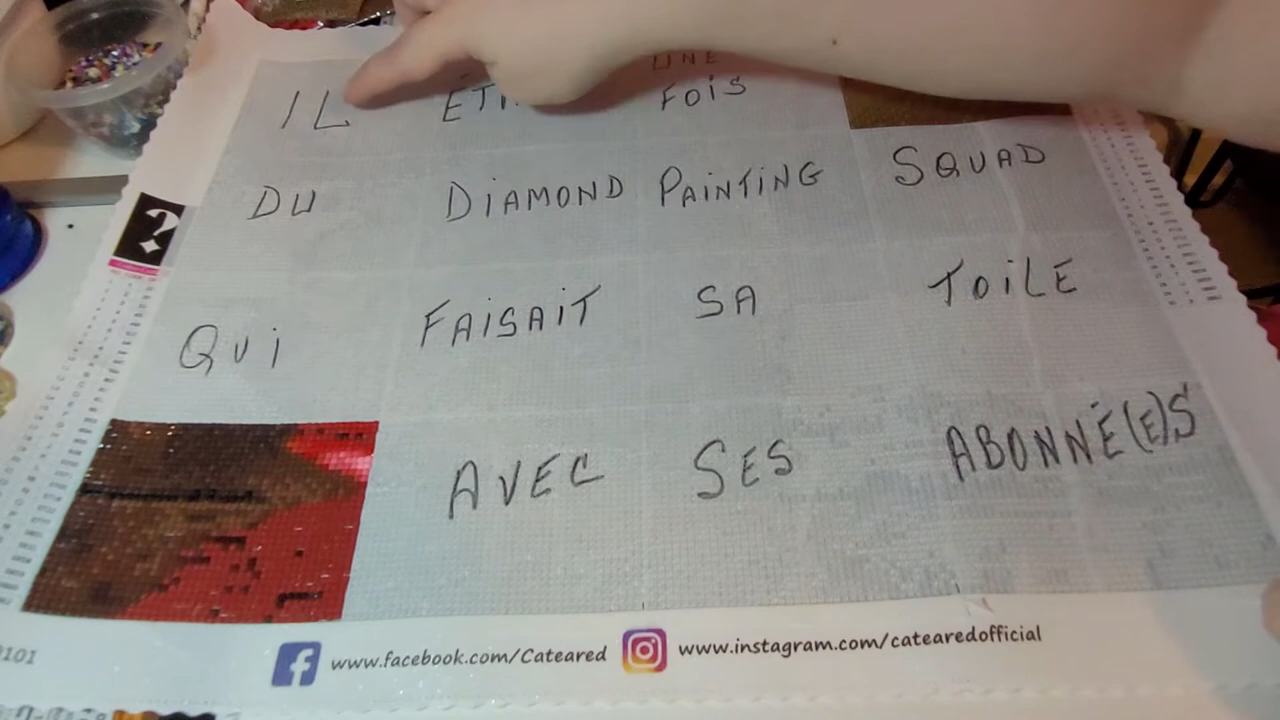 IL
UNE
FOIS
DU DIAMOND PAINTING SQUAD
QUI FAISAIT SA TOILE
AVEC SES ABONNÉ(E)S
?
www.facebook.com/Cateared
www.instagram.com/catearedofficial